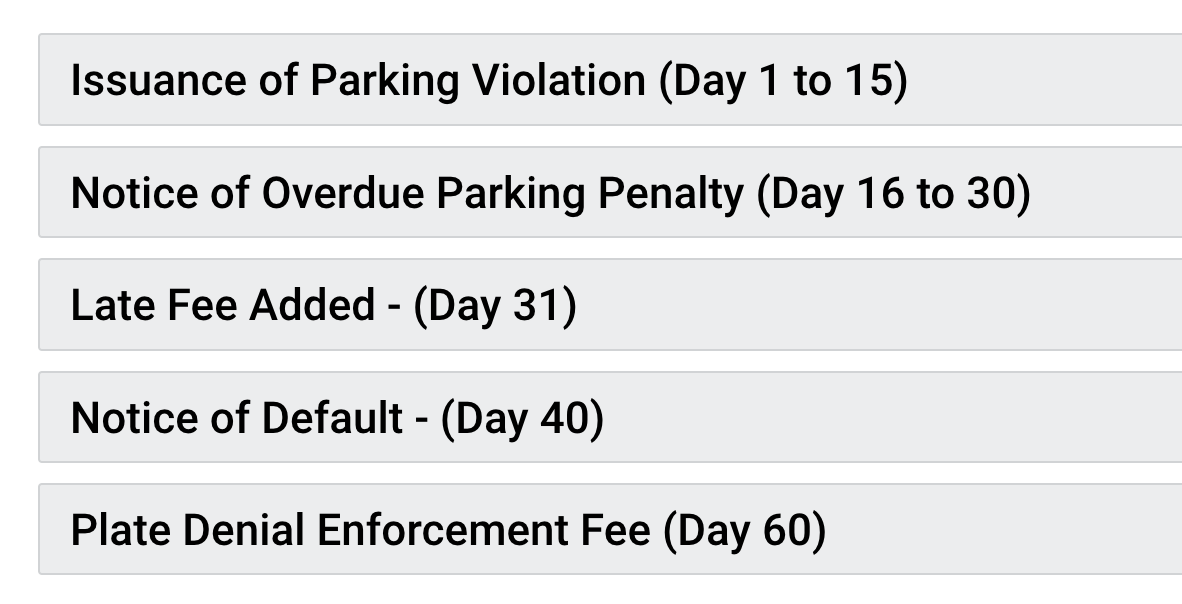 Issuance of Parking Violation (Day 1 to 15)
Notice of Overdue Parking Penalty (Day 16 to 30)
Late Fee Added - (Day 31)
Notice of Default - (Day 40)
Plate Denial Enforcement Fee (Day 60)